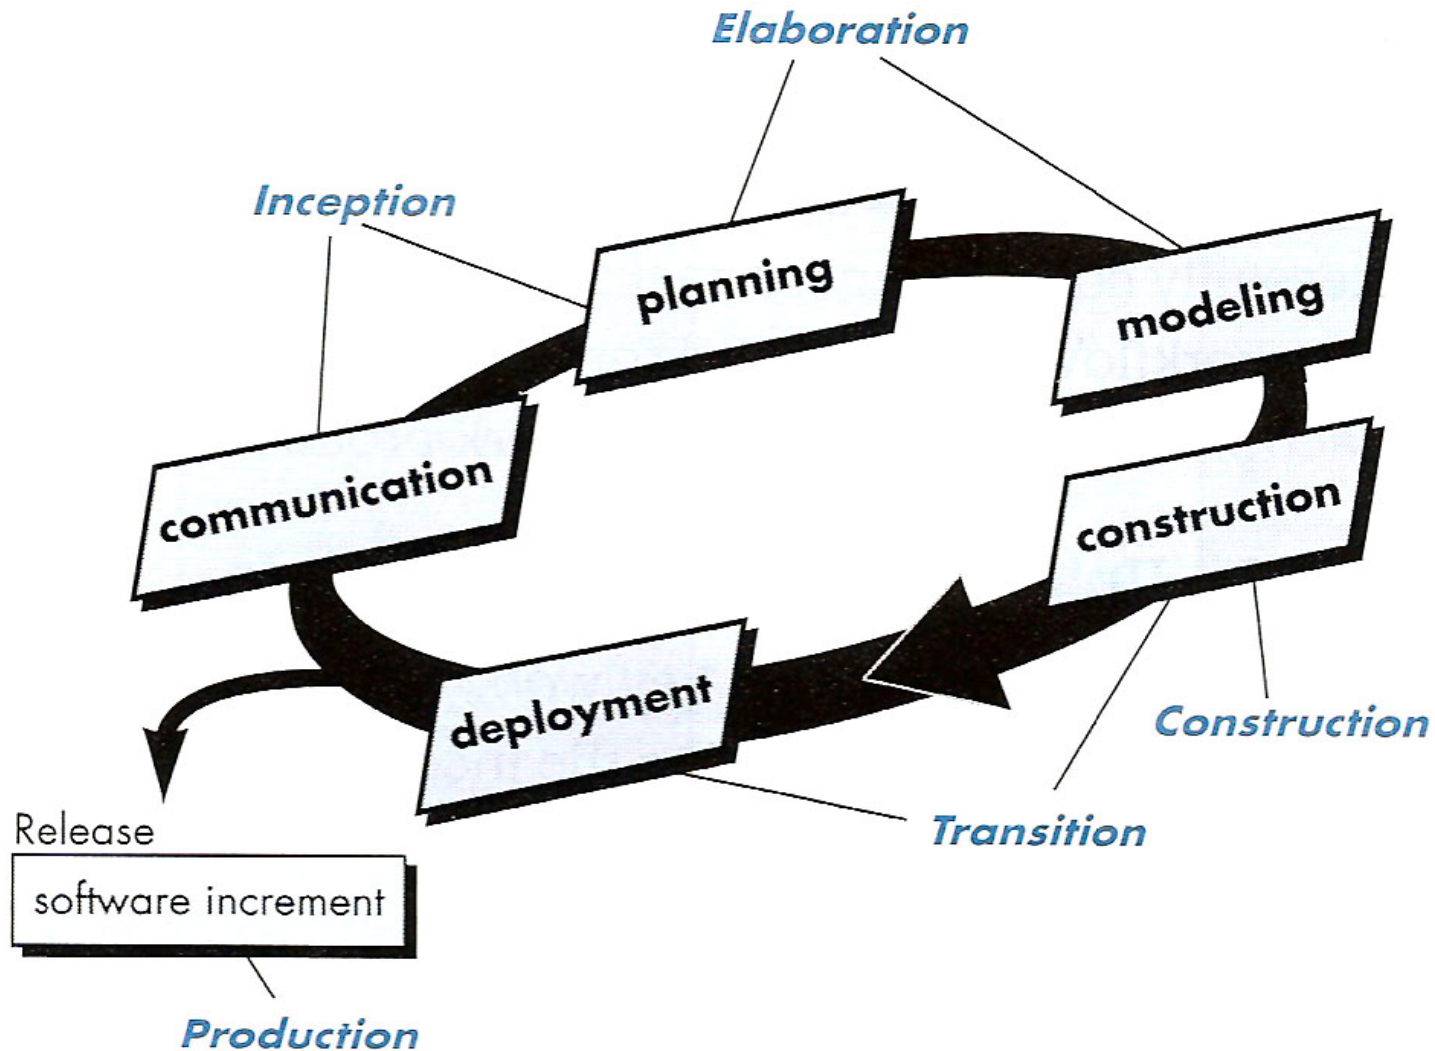 Elaboration
Inception
planning
modeling
communication
construction
deployment
Construction
Transition
Release
software increment
Production